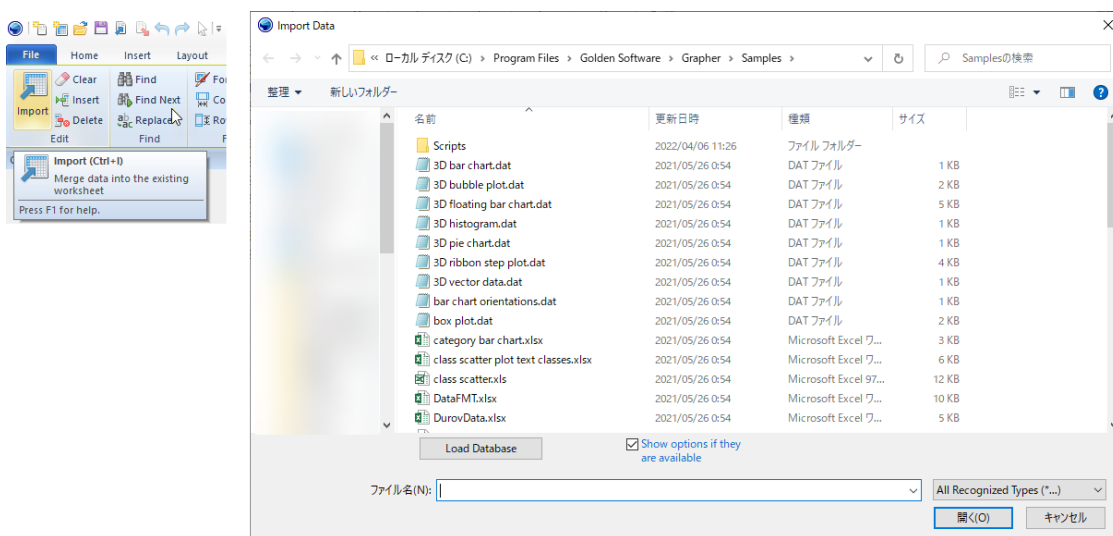 File Home Insert Layout
Import
Clear
Insert
Delete
Edit
Find
Find Next
Replace
Find
Fo
Co
Ro
Import (Ctrl+I)
Merge data into the existing
worksheet
Press F1 for help.
Import Data
« ローカル ディスク (C:) › Program Files › Golden Software › Grapher › Samples ›
Samplesの検索
整理 新しいフォルダー
名前 更新日時 種類 サイズ
Scripts 2022/04/06 11:26 ファイル フォルダー
3D bar chart.dat 2021/05/26 0:54 DAT ファイル 1 KB
3D bubble plot.dat 2021/05/26 0:54 DAT ファイル 2 KB
3D floating bar chart.dat 2021/05/26 0:54 DAT ファイル 5 KB
3D histogram.dat 2021/05/26 0:54 DAT ファイル 1 KB
3D pie chart.dat 2021/05/26 0:54 DAT ファイル 1 KB
3D ribbon step plot.dat 2021/05/26 0:54 DAT ファイル 4 KB
3D vector data.dat 2021/05/26 0:54 DAT ファイル 1 KB
bar chart orientations.dat 2021/05/26 0:54 DAT ファイル 1 KB
box plot.dat 2021/05/26 0:54 DAT ファイル 2 KB
category bar chart.xlsx 2021/05/26 0:54 Microsoft Excel ワ... 3 KB
class scatter plot text classes.xlsx 2021/05/26 0:54 Microsoft Excel ワ... 6 KB
class scatter.xls 2021/05/26 0:54 Microsoft Excel 97... 12 KB
DataFMT.xlsx 2021/05/26 0:54 Microsoft Excel ワ... 10 KB
DurovData.xlsx 2021/05/26 0:54 Microsoft Excel ワ... 5 KB
Load Database
Show options if they
are available
ファイル名(N):
All Recognized Types (*...)
開く(O) キャンセル